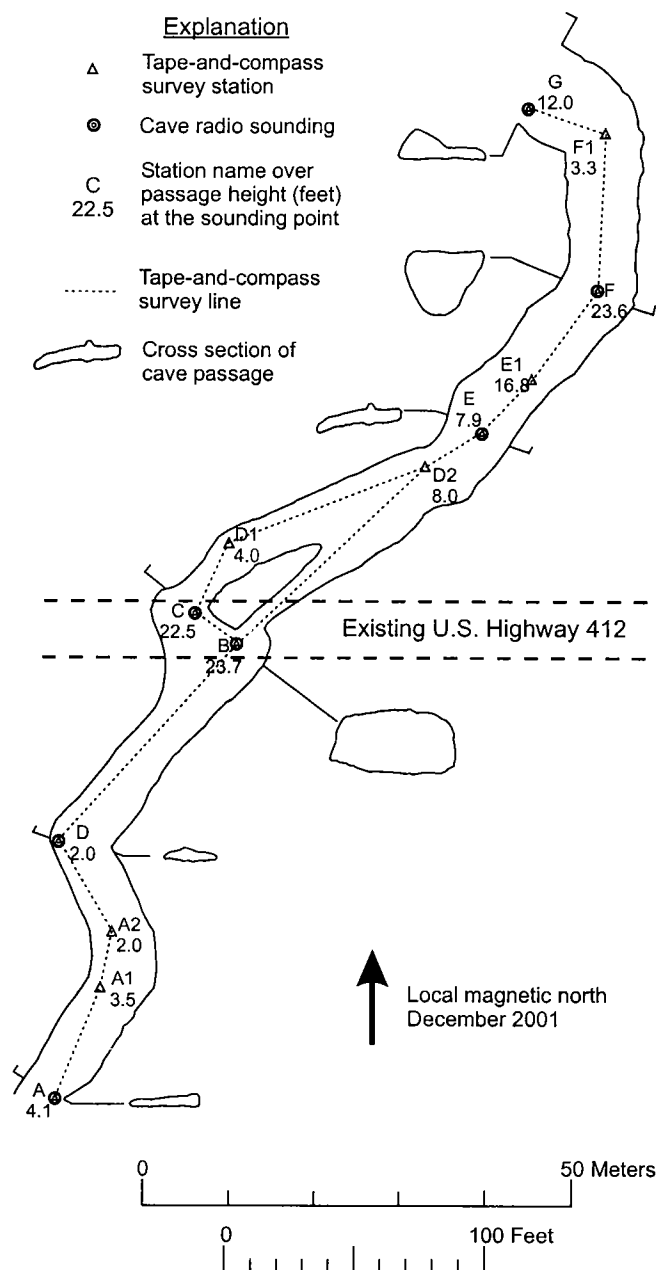 Explanation
Tape-and-compass
survey station
Cave radio sounding
C
22.5
Station name over
passage height (feet)
at the sounding point
Tape-and-compass
survey line
Cross section of
cave passage
G
12.0
F1
3.3
F
23.6
E1
16.8
E
7.9
D2
8.0
D1
4.0
C
22.5
B
23.7
Existing U.S. Highway 412
D
2.0
A2
2.0
A1
3.5
A
4.1
Local magnetic north
December 2001
0
50 Meters
0
100 Feet